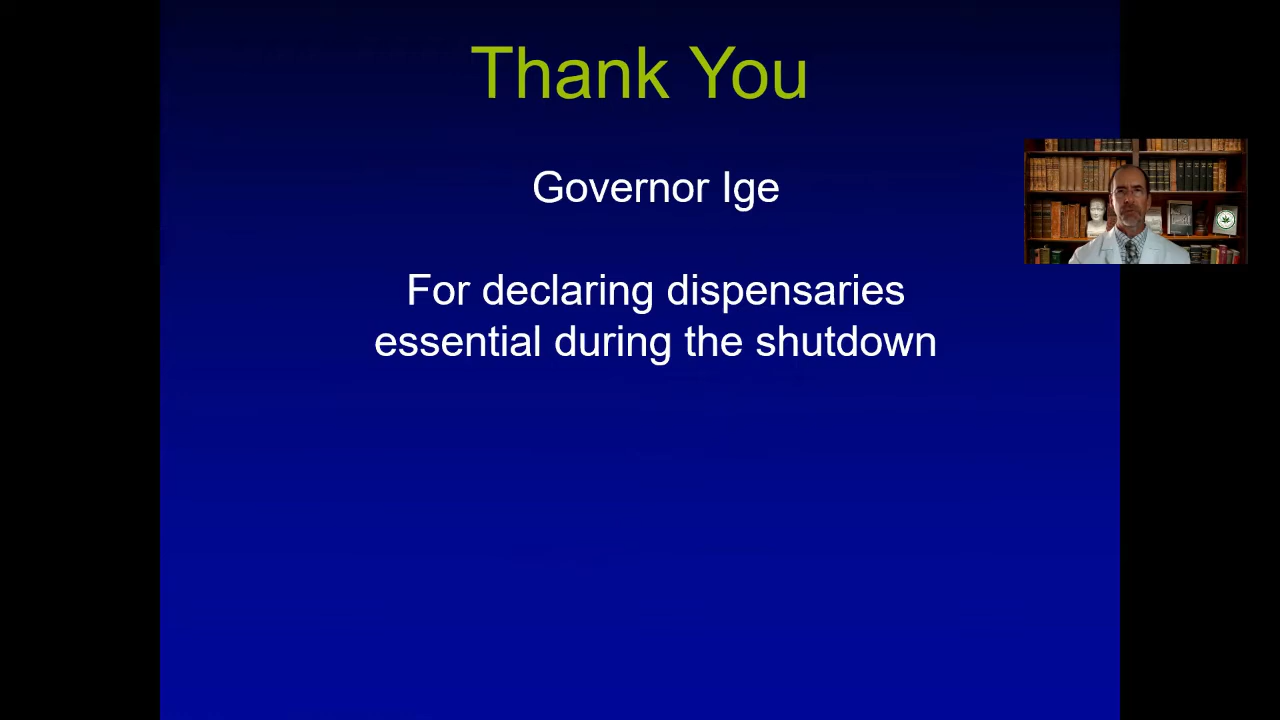 Thank You
Governor Ige
For declaring dispensaries
essential during the shutdown